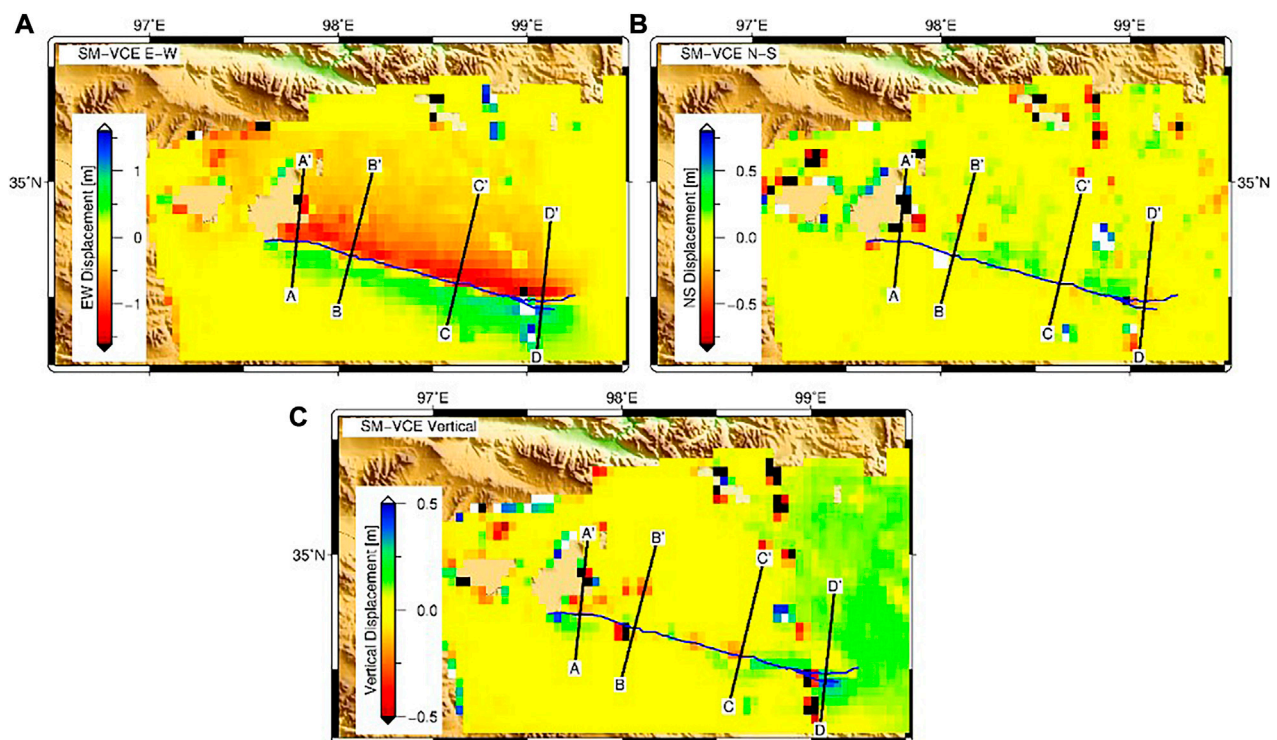 A
97°E 98°E 99°E
SM-VCE E-W
EW Displacement [m]
1
0
−1
A'
B'
C'
D'
A
B
C
D
35°N
B
97°E 98°E 99°E
SM-VCE N-S
NS Displacement [m]
0.5
0.0
−0.5
A'
B'
C'
D'
A
B
C
D
35°N
C
97°E 98°E 99°E
SM-VCE Vertical
Vertical Displacement [m]
0.5
0.0
−0.5
A'
B'
C'
D'
A
B
C
D
35°N